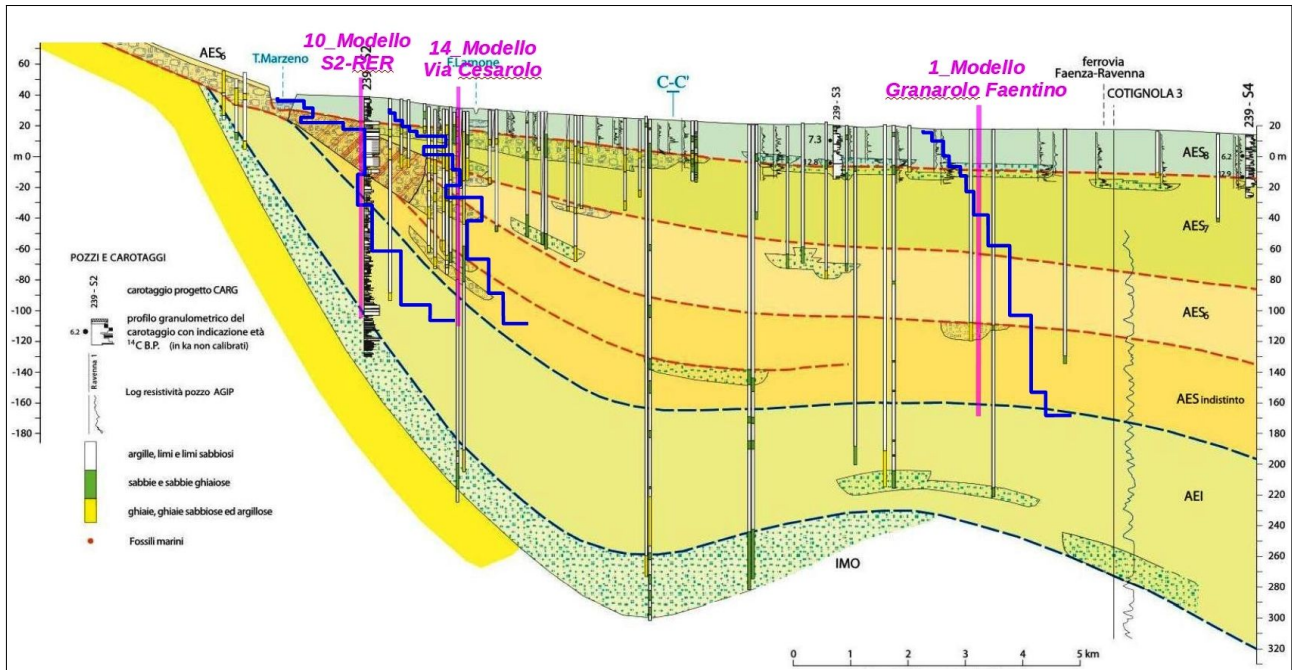 10_Modello
S2-RER
14_Modello
Via Cesarolo
1_Modello
Granarolo Faentino
AES6
T.Marzeno
239 - S2
F.Lamone
C-C'
ferrovia
Faenza-Ravenna
COTIGNOLA 3
239 - S3
239 - S4
60
40
20
m 0
-20
-40
-60
-80
-100
-120
-140
-160
-180
20
0 m
20
40
60
80
100
120
140
160
180
200
220
240
260
280
300
320
7.3
12.8
6.2
AES8
AES7
AES6
AES indistinto
AEI
IMO
POZZI E CAROTAGGI
239 - S2
carotaggio progetto CARG
6.2
profilo granulometrico del
carotaggio con indicazione età
14C B.P. (in ka non calibrati)
Ravenna 1
Log resistività pozzo AGIP
argille, limi e limi sabbiosi
sabbie e sabbie ghiaiose
ghiaie, ghiaie sabbiose ed argillose
Fossili marini
0 1 2 3 4 5 km